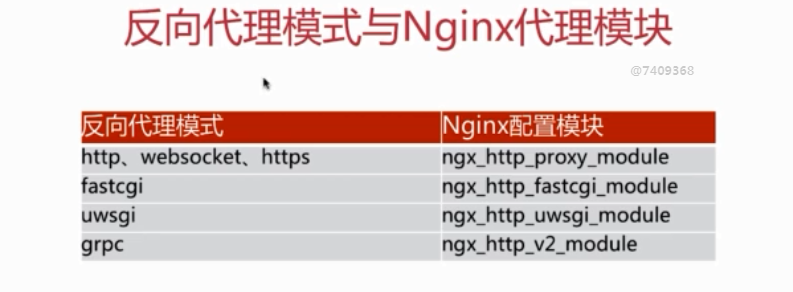 反向代理模式与Nginx代理模块
@7409368
反向代理模式 Nginx配置模块
http、websocket、https ngx_http_proxy_module
fastcgi ngx_http_fastcgi_module
uwsgi ngx_http_uwsgi_module
grpc ngx_http_v2_module